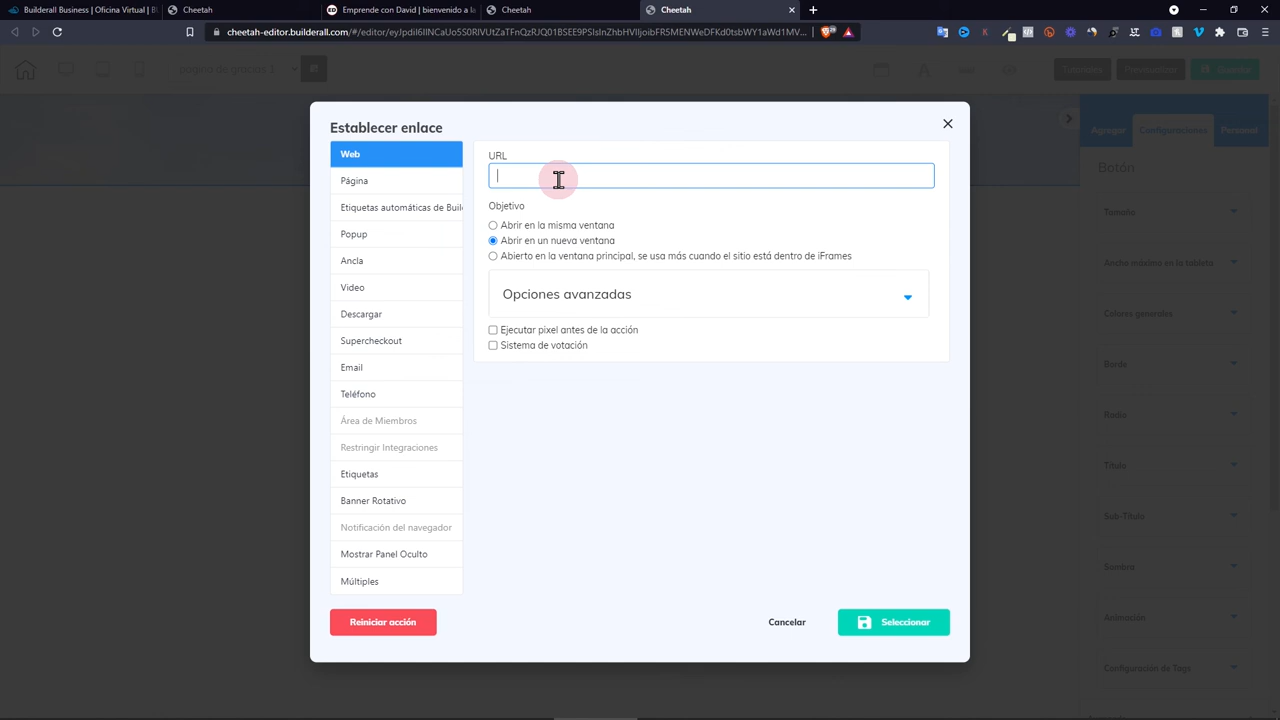 Builderall Business | Oficina Virtual | B
Cheetah
Emprende con David | bienvenido a la
Cheetah
Cheetah
cheetah-editor.builderall.com/#/editor/
pagina de gracias 1
Establecer enlace
Web
Página
Etiquetas automáticas de Buil
Popup
Ancla
Video
Descargar
Supercheckout
Email
Teléfono
Área de Miembros
Restringir Integraciones
Etiquetas
Banner Rotativo
Notificación del navegador
Mostrar Panel Oculto
Múltiples
URL
Objetivo
Abrir en la misma ventana
Abrir en un nueva ventana
Abierto en la ventana principal, se usa más cuando el sitio está dentro de iFrames
Opciones avanzadas
Ejecutar pixel antes de la acción
Sistema de votación
Reiniciar acción
Cancelar
Seleccionar
Agregar
Configuraciones
Personal
Botón
Tamaño
Ancho máximo en la tableta
Colores generales
Borde
Radio
Título
Sub-Título
Sombra
Animación
Configuración de Tags